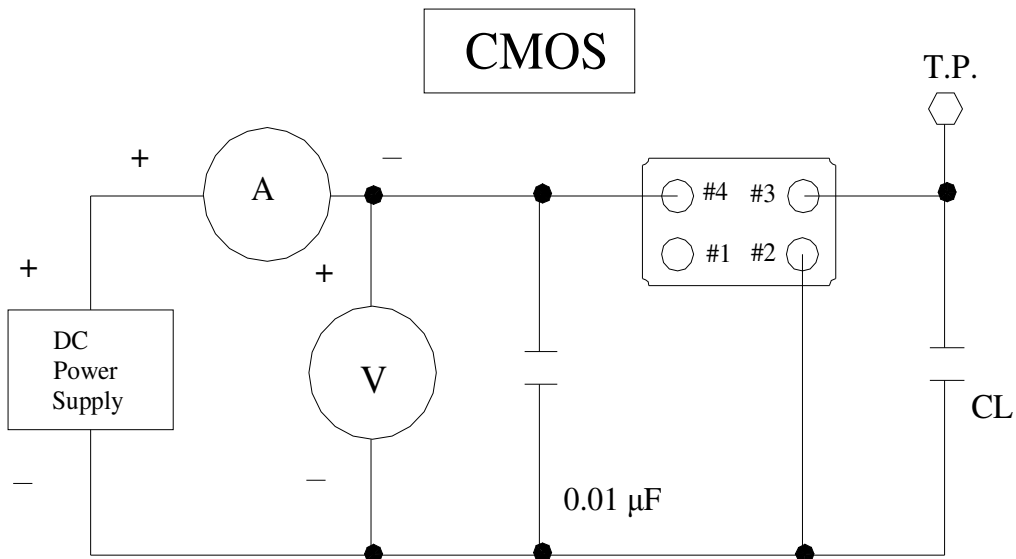 CMOS
T.P.
+
–
A
#4 #3
#1 #2
+
+
DC
Power
Supply
V
CL
–
–
0.01 µF